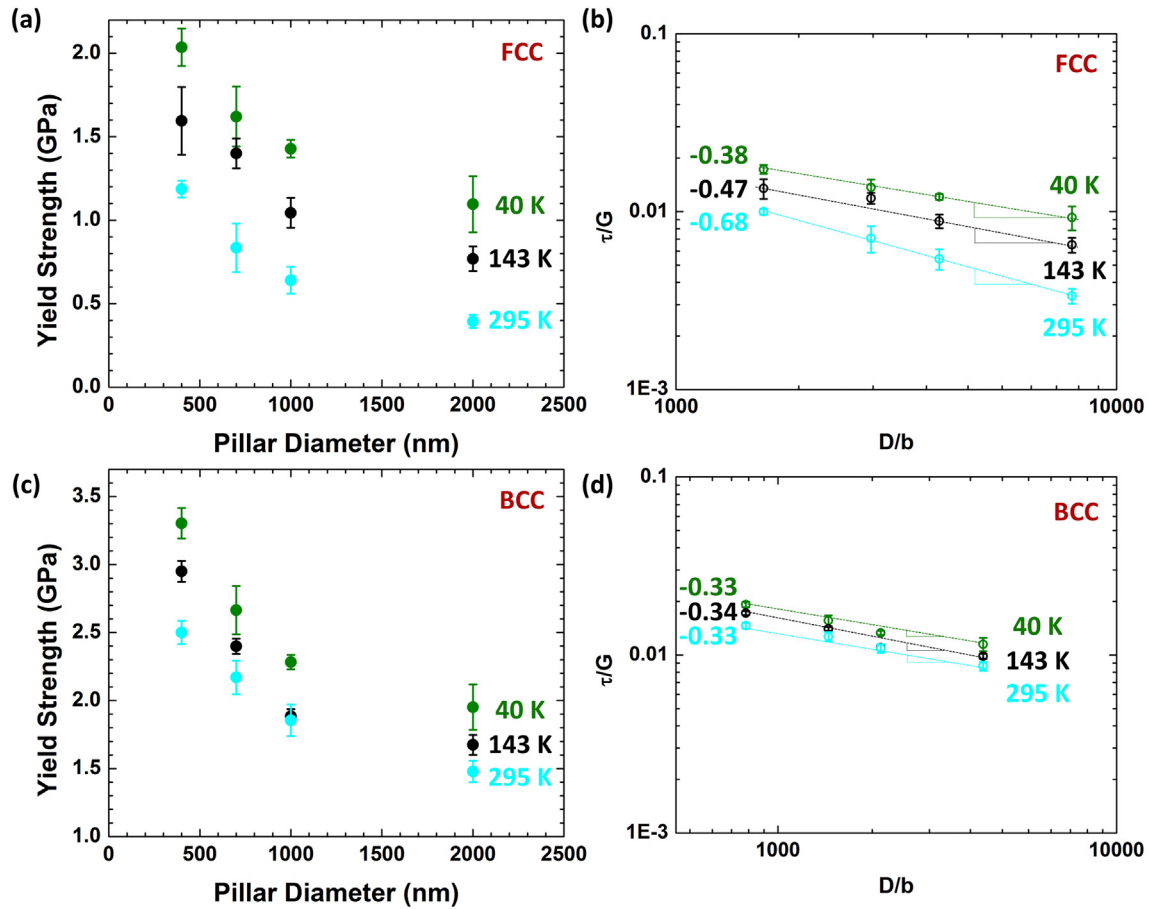 (a)
FCC
Yield Strength (GPa)
2.0
1.5
1.0
0.5
0.0
40 K
143 K
295 K
0 500 1000 1500 2000 2500
Pillar Diameter (nm)
(b)
FCC
τ/G
0.1
0.01
1E-3
-0.38
-0.47
-0.68
40 K
143 K
295 K
1000 10000
D/b
(c)
BCC
Yield Strength (GPa)
3.5
3.0
2.5
2.0
1.5
1.0
40 K
143 K
295 K
0 500 1000 1500 2000 2500
Pillar Diameter (nm)
(d)
BCC
τ/G
0.1
0.01
1E-3
-0.33
-0.34
-0.33
40 K
143 K
295 K
1000 10000
D/b